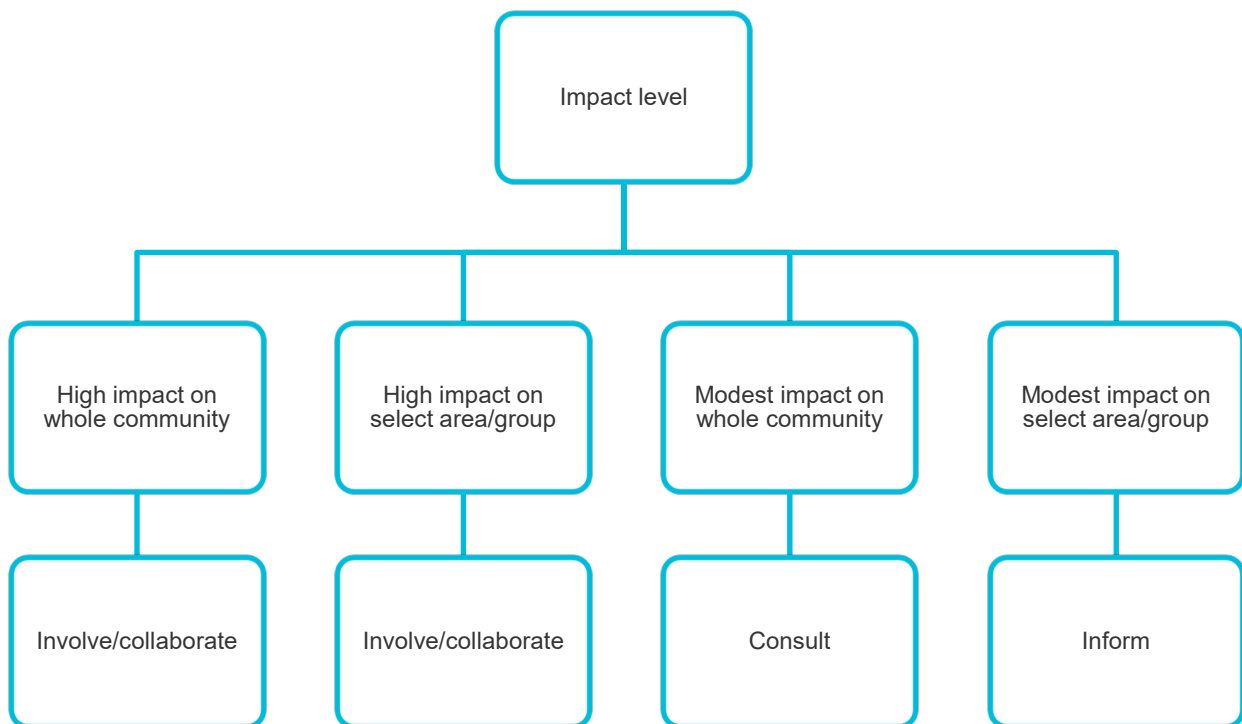 Impact level
High impact on
whole community
High impact on
select area/group
Modest impact on
whole community
Modest impact on
select area/group
Involve/collaborate
Involve/collaborate
Consult
Inform